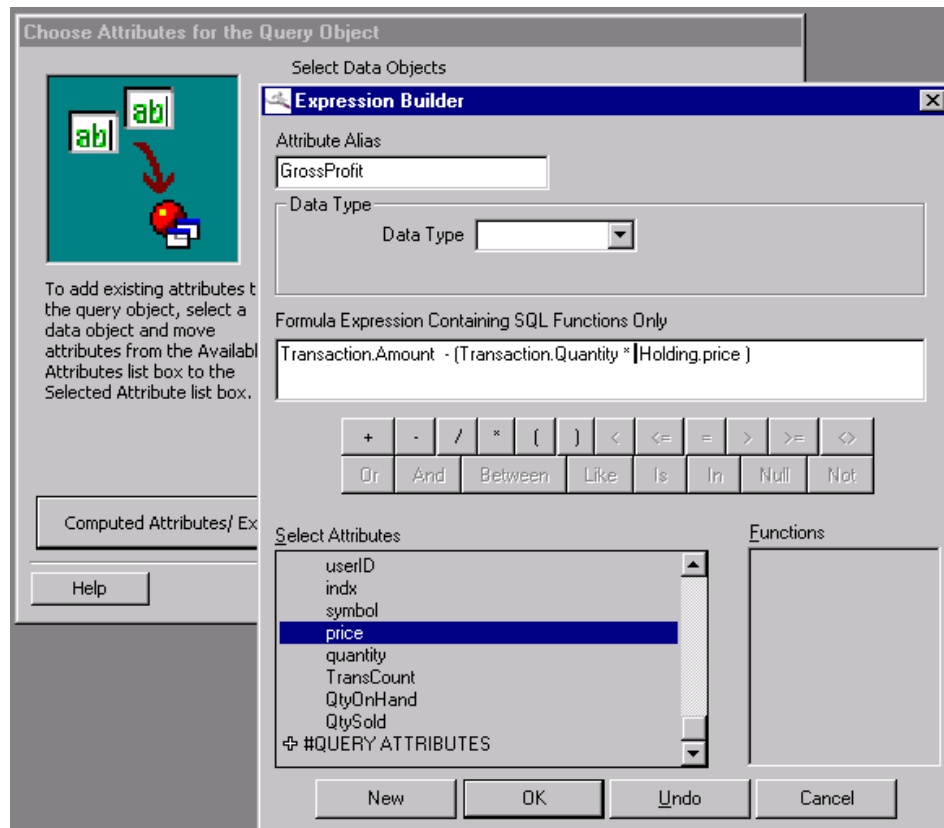 Choose Attributes for the Query Object
Select Data Objects
ab
ab
To add existing attributes t
the query object, select a
data object and move
attributes from the Availabl
Attributes list box to the
Selected Attribute list box.
Computed Attributes/ Ex
Help
Expression Builder
Attribute Alias
GrossProfit
Data Type
Data Type
Formula Expression Containing SQL Functions Only
Transaction.Amount - (Transaction.Quantity * Holding.price )
+ - / * ( ) < <= = > >= <>
Or And Between Like Is In Null Not
Select Attributes
userID
indx
symbol
price
quantity
TransCount
QtyOnHand
QtySold
#QUERY ATTRIBUTES
Functions
New OK Undo Cancel